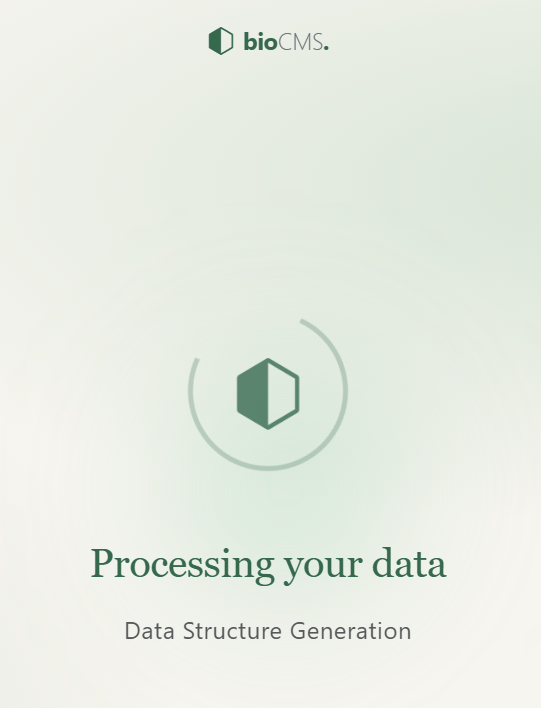 bioCMS.
Processing your data
Data Structure Generation